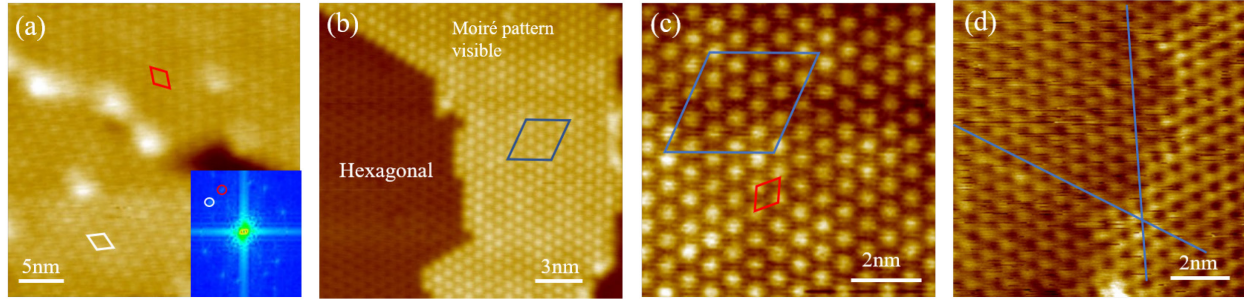 (a)
5nm
(b)
Moiré pattern
visible
Hexagonal
3nm
(c)
2nm
(d)
2nm